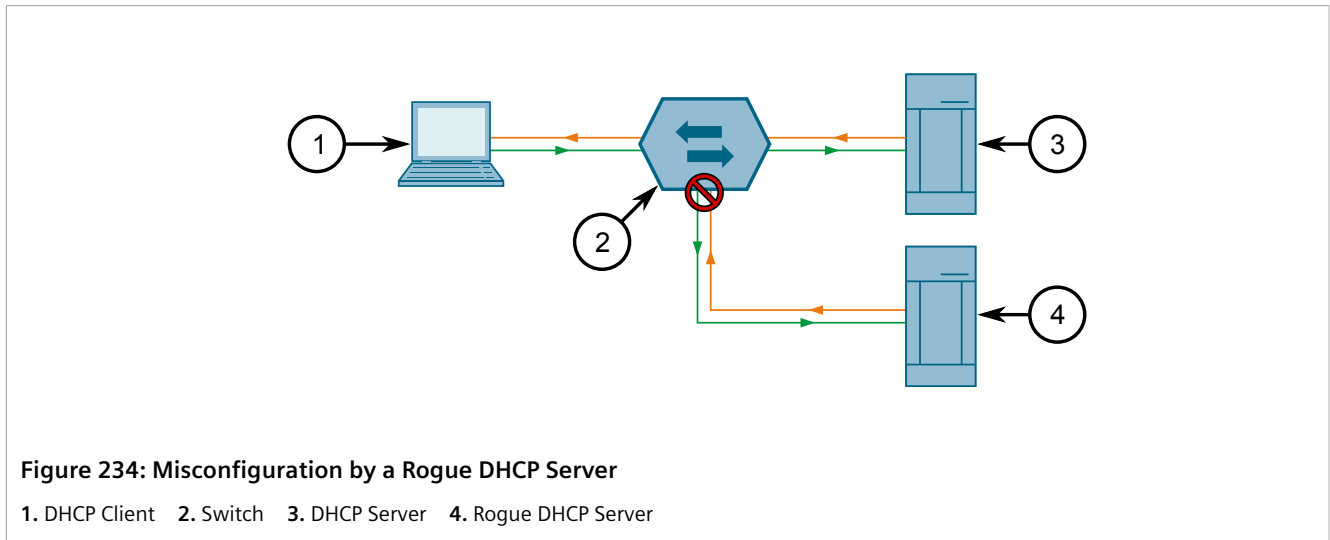 1
2
3
4
Figure 234: Misconfiguration by a Rogue DHCP Server
1. DHCP Client 2. Switch 3. DHCP Server 4. Rogue DHCP Server